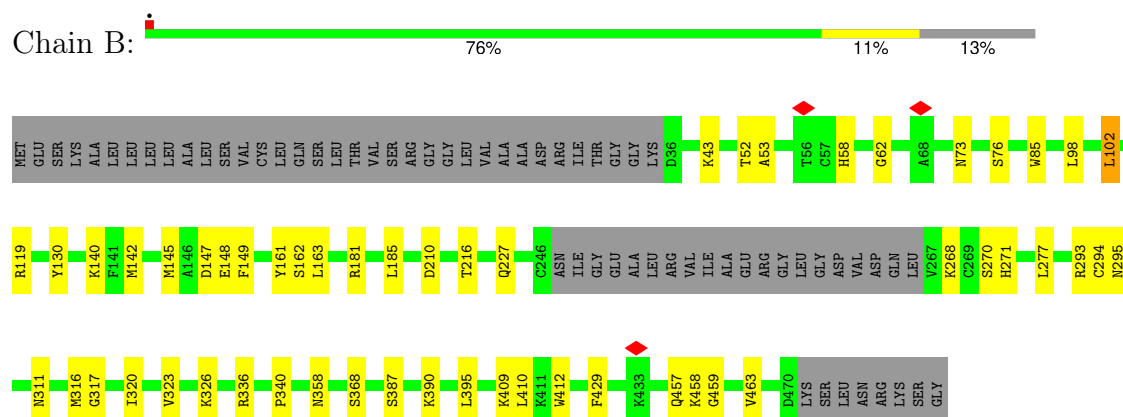 Chain B:
76% 11% 13%
MET GLU SER LYS ALA LEU LEU LEU LEU ALA LEU SER VAL CYS LEU GLN SER LEU THR VAL SER ARG GLY GLY LEU VAL ALA ALA ASP ARG ILE THR GLY GLY LYS D36 K43 T52 A53 T56 C57 H58 G62 A68 N73 S76 W85 L98 L102
R119 Y130 K140 F141 M142 M145 A146 D147 E148 F149 Y161 S162 L163 R181 L185 D210 T216 Q227 C246 ASN ILE GLY GLU ALA LEU ARG VAL ILE ALA GLU ARG GLY LEU GLY ASP VAL ASP GLN LEU V267 K268 C269 S270 H271 L277 R293 C294 N295
N311 M316 G317 I320 V323 K326 R336 P340 N358 S368 S387 K390 L395 K409 L410 K411 W412 F429 K433 Q457 K458 G459 V463 D470 LYS SER LEU ASN ARG LYS SER GLY